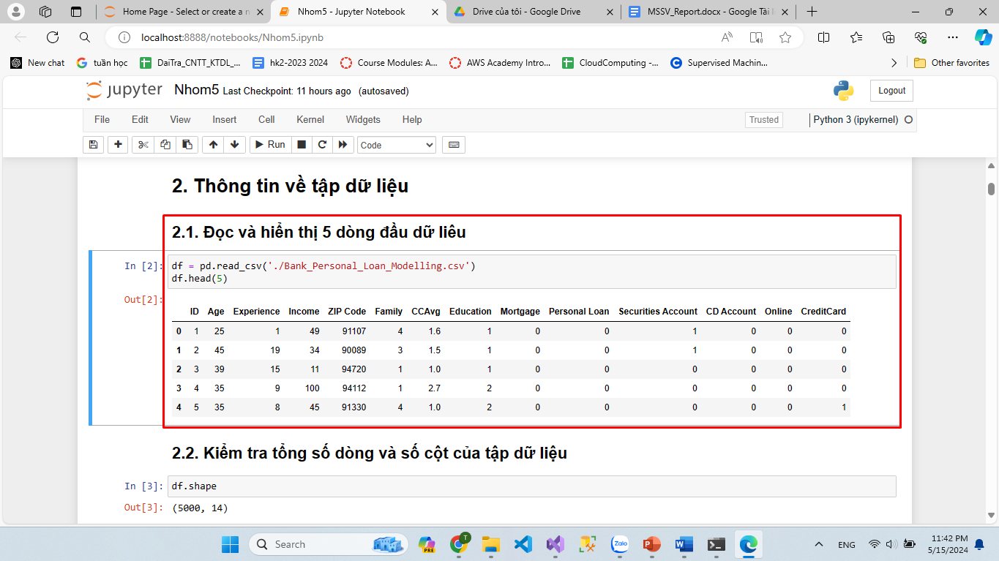 Home Page - Select or create a n
Nhom5 - Jupyter Notebook
Drive của tôi - Google Drive
MSSV_Report.docx - Google Tài l
localhost:8888/notebooks/Nhom5.ipynb
New chat
tuần học
DaiTra_CNTT_KTDL_...
hk2-2023 2024
Course Modules: A...
AWS Academy Intro...
CloudComputing -...
Supervised Machin...
Other favorites
jupyter Nhom5 Last Checkpoint: 11 hours ago (autosaved)
Logout
File Edit View Insert Cell Kernel Widgets Help
Trusted
Python 3 (ipykernel)
Run
Code
2. Thông tin về tập dữ liệu
2.1. Đọc và hiển thị 5 dòng đầu dữ liêu
In [2]: df = pd.read_csv('./Bank_Personal_Loan_Modelling.csv')
df.head(5)
Out[2]:
ID Age Experience Income ZIP Code Family CCAvg Education Mortgage Personal Loan Securities Account CD Account Online CreditCard
0 1 25 1 49 91107 4 1.6 1 0 0 1 0 0 0
1 2 45 19 34 90089 3 1.5 1 0 0 1 0 0 0
2 3 39 15 11 94720 1 1.0 1 0 0 0 0 0 0
3 4 35 9 100 94112 1 2.7 2 0 0 0 0 0 0
4 5 35 8 45 91330 4 1.0 2 0 0 0 0 0 1
2.2. Kiểm tra tổng số dòng và số cột của tập dữ liệu
In [3]: df.shape
Out[3]: (5000, 14)
Search
PRE
T
Zalo
ENG
11:42 PM
5/15/2024